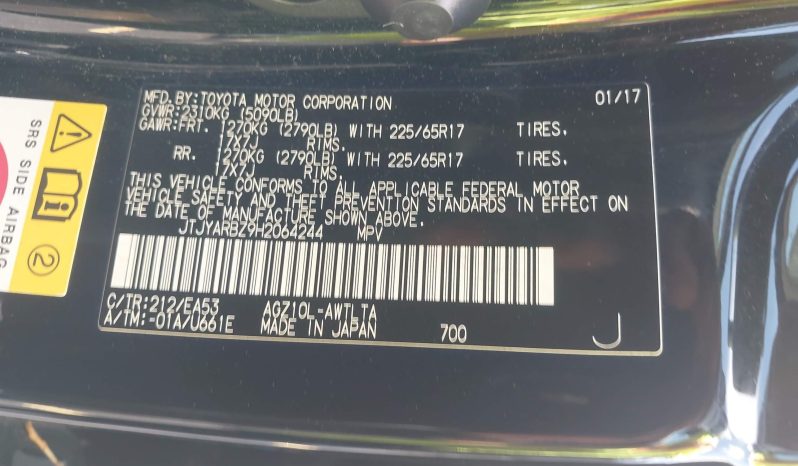 MFD.BY:TOYOTA MOTOR CORPORATION 01/17
GVWR:2310KG (5090LB)
GAWR:FRT. 1270KG (2790LB) WITH 225/65R17 TIRES.
17X7J RIMS.
RR. 1270KG (2790LB) WITH 225/65R17 TIRES.
17X7J RIMS.
THIS VEHICLE CONFORMS TO ALL APPLICABLE FEDERAL MOTOR
VEHICLE SAFETY AND THEFT PREVENTION STANDARDS IN EFFECT ON
THE DATE OF MANUFACTURE SHOWN ABOVE.
JTJYARBZ9H2064244 MPV
C/TR:212/EA53 AGZ10L-AWTLTA
A/TM:-01A/U661E MADE IN JAPAN 700 J
SRS SIDE AIRBAG
2